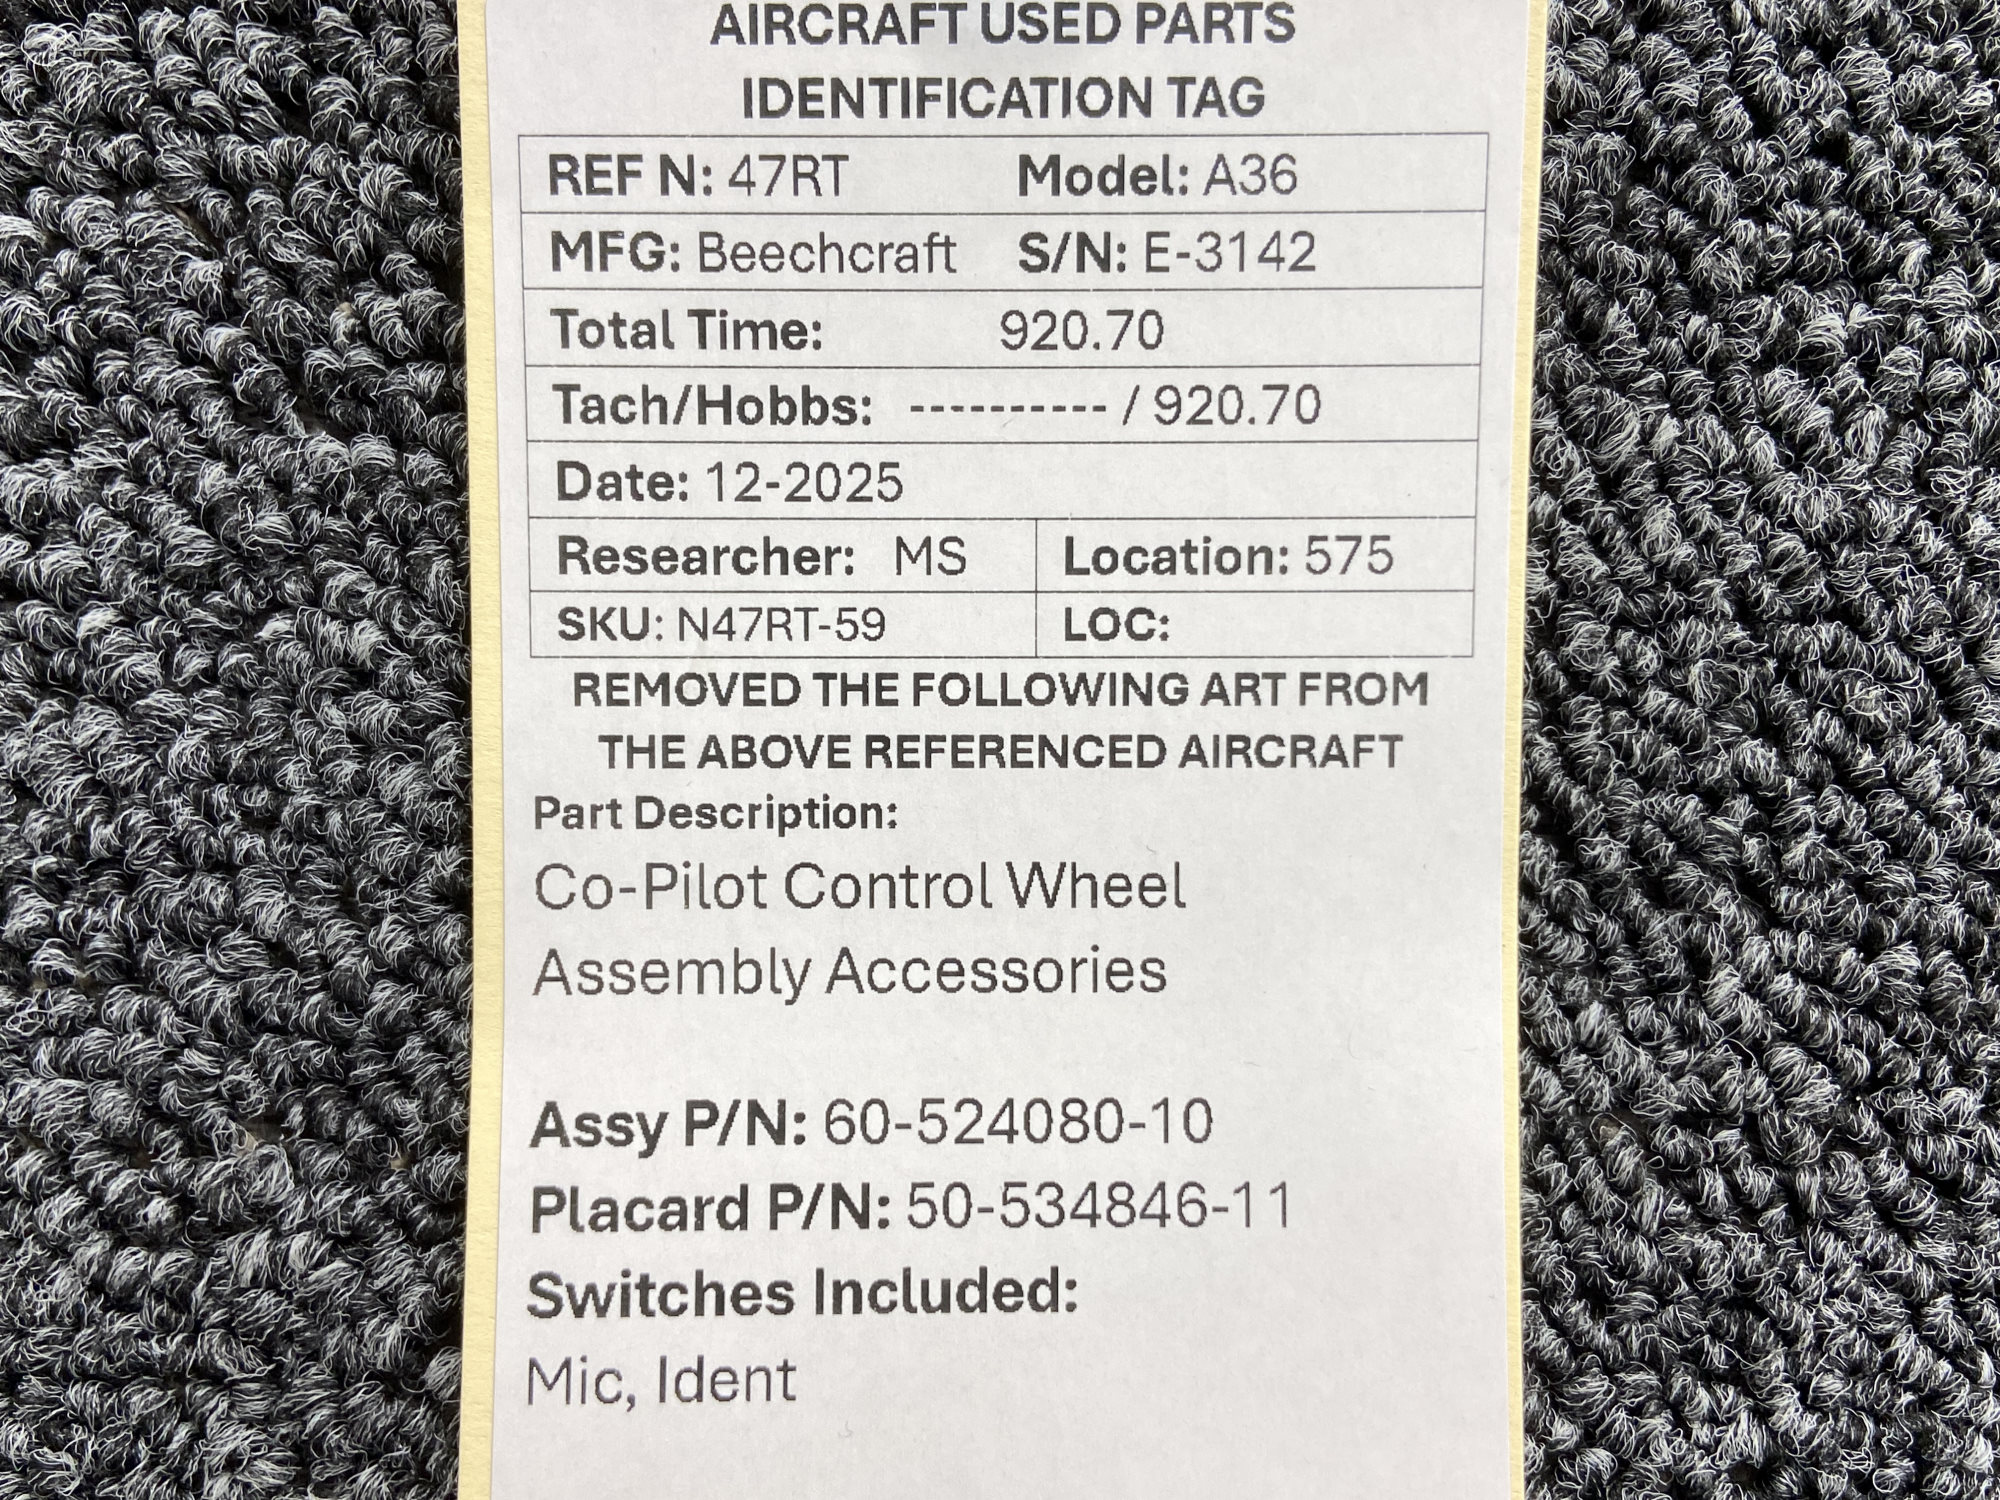 AIRCRAFT USED PARTS
IDENTIFICATION TAG
REF N: 47RT Model: A36
MFG: Beechcraft S/N: E-3142
Total Time: 920.70
Tach/Hobbs: ---------- / 920.70
Date: 12-2025
Researcher: MS Location: 575
SKU: N47RT-59 LOC:
REMOVED THE FOLLOWING ART FROM
THE ABOVE REFERENCED AIRCRAFT
Part Description:
Co-Pilot Control Wheel
Assembly Accessories
Assy P/N: 60-524080-10
Placard P/N: 50-534846-11
Switches Included:
Mic, Ident